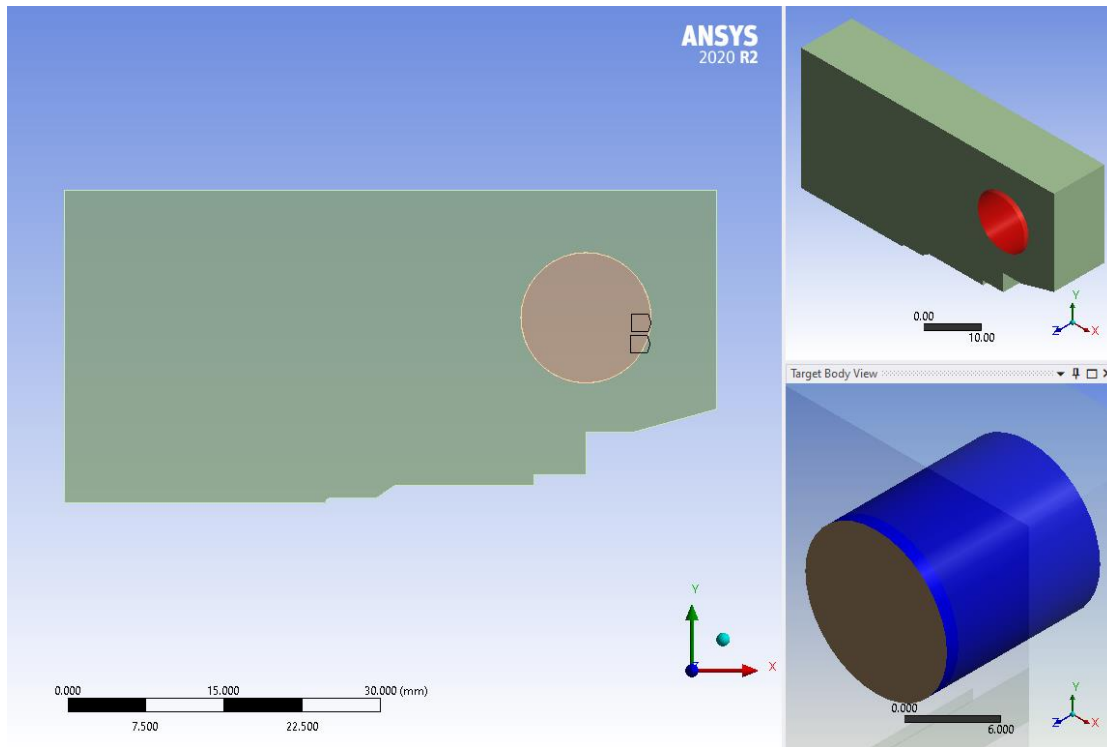 ANSYS
2020 R2
Y
X
Z
0.000
15.000
30.000 (mm)
7.500
22.500
0.00
10.00
Y
Z
X
Target Body View
0.000
6.000
Y
Z
X